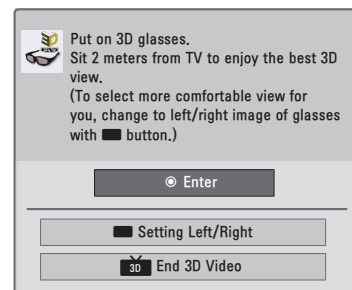 3D
Put on 3D glasses.
Sit 2 meters from TV to enjoy the best 3D
view.
(To select more comfortable view for
you, change to left/right image of glasses
with button.)
Enter
Setting Left/Right
3D End 3D Video